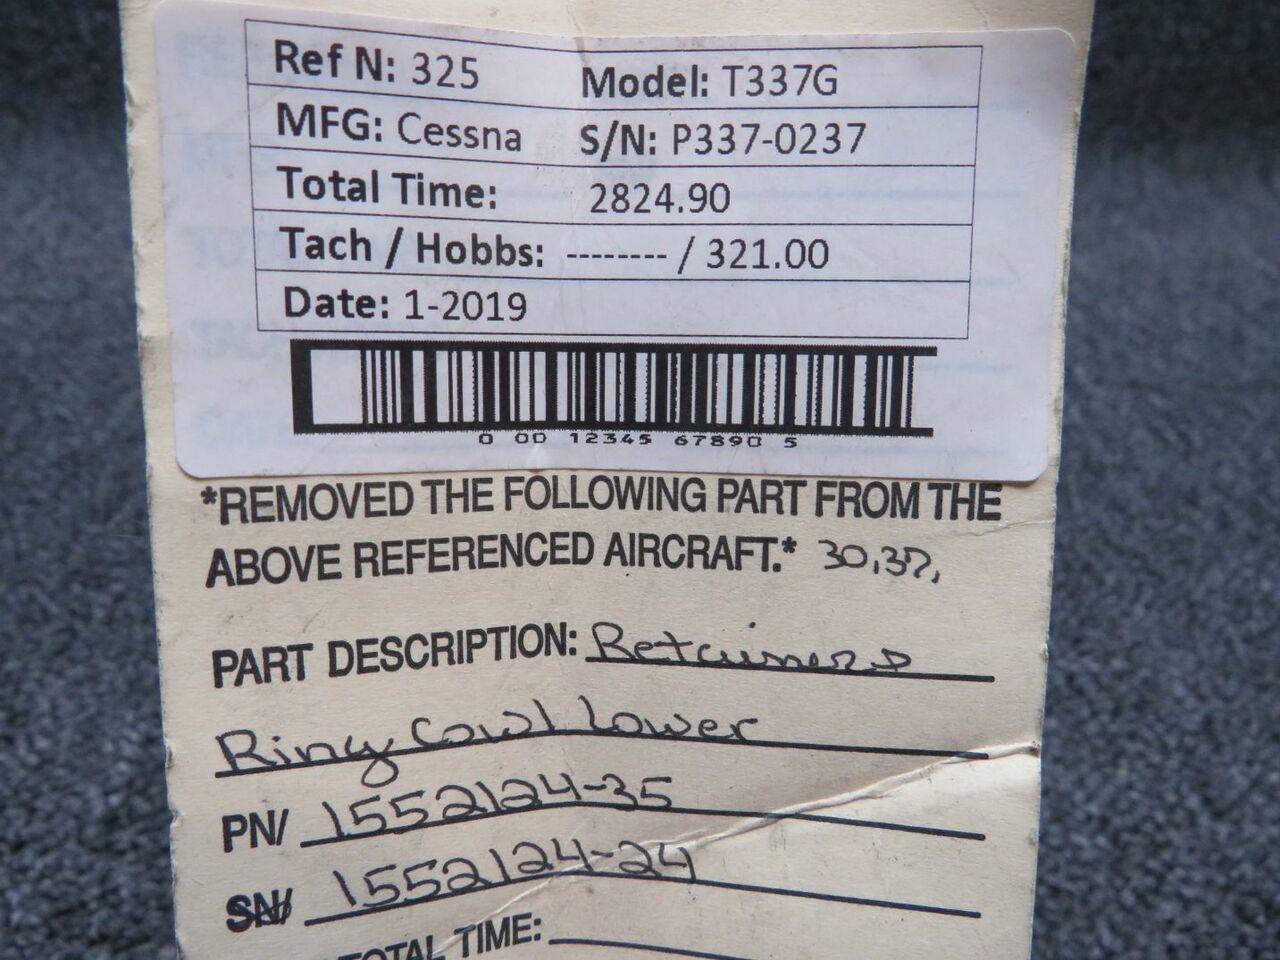 Ref N: 325 Model: T337G
MFG: Cessna S/N: P337-0237
Total Time: 2824.90
Tach / Hobbs: -------- / 321.00
Date: 1-2019
0 00 12345 67890 5
*REMOVED THE FOLLOWING PART FROM THE
ABOVE REFERENCED AIRCRAFT.* 30,37,
PART DESCRIPTION: Retainers
Ring Cowl Lower
PN/ 1552124-35
SN/ 1552124-24
TOTAL TIME: